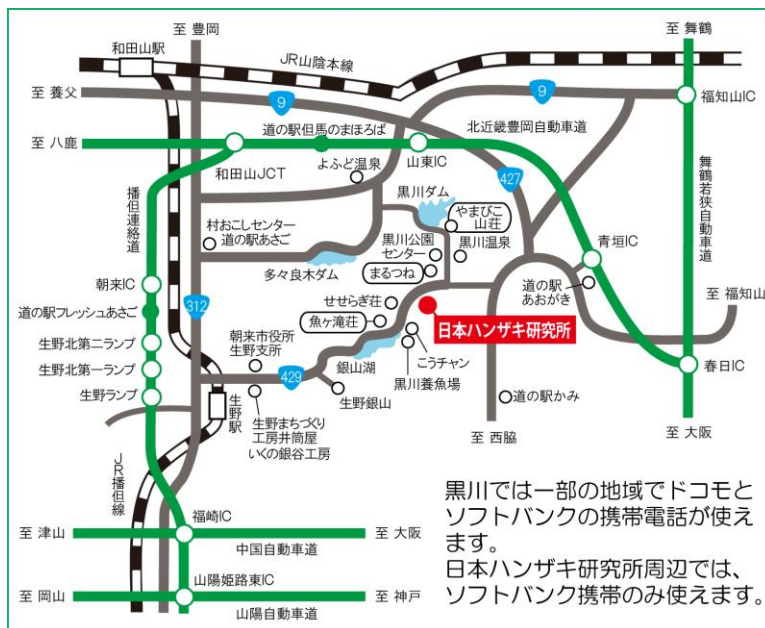 至 豊岡
至 舞鶴
和田山駅
JR山陰本線
至 養父
9
9
福知山IC
至 八鹿
道の駅但馬のまほろば
北近畿豊岡自動車道
山東IC
和田山JCT
よふど温泉
427
舞鶴若狭自動車道
播但連絡道
黒川ダム
やまびこ
山荘
村おこしセンター
道の駅あさご
黒川公園
センター
黒川温泉
青垣IC
多々良木ダム
まるつね
朝来IC
道の駅
あおがき
至 福知山
道の駅フレッシュあさご
312
せせらぎ荘
魚ヶ滝荘
日本ハンザキ研究所
生野北第二ランプ
朝来市役所
生野支所
こうチャン
生野北第一ランプ
銀山湖
黒川養魚場
春日IC
429
生野ランプ
生野駅
生野銀山
道の駅かみ
生野まちづくり
工房井筒屋
いくの銀谷工房
至 西脇
至 大阪
JR播但線
福崎IC
至 津山
至 大阪
中国自動車道
山陽姫路東IC
至 岡山
至 神戸
山陽自動車道
黒川では一部の地域でドコモと
ソフトバンクの携帯電話が使え
ます。
日本ハンザキ研究所周辺では、
ソフトバンク携帯のみ使えます。